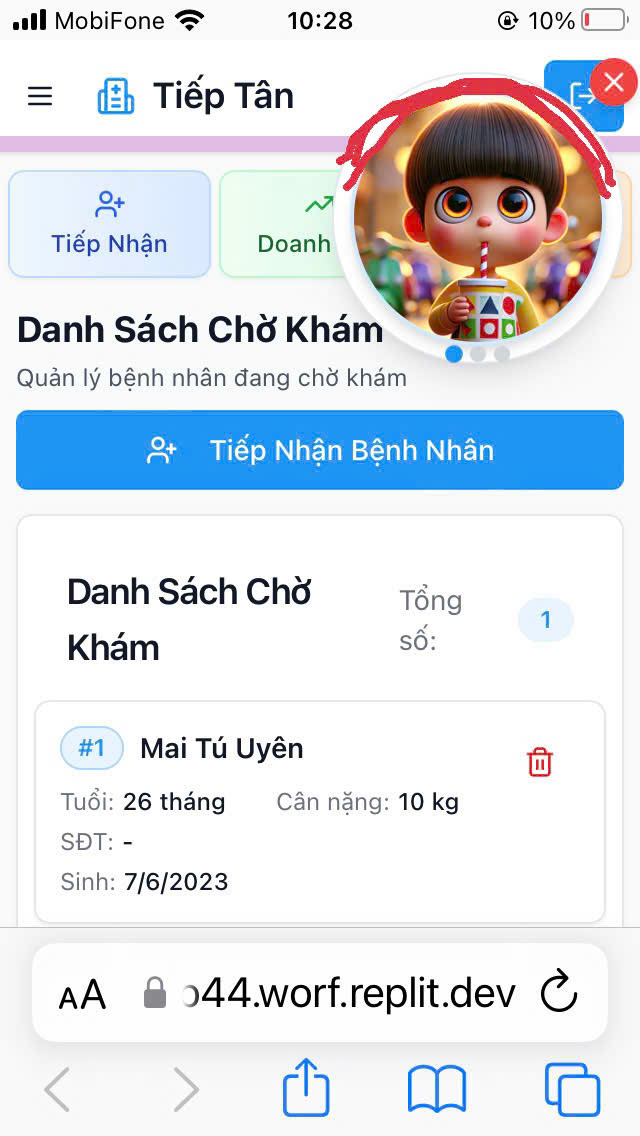 MobiFone 10:28 10%
Tiếp Tân
Tiếp Nhận Doanh
Danh Sách Chờ Khám
Quản lý bệnh nhân đang chờ khám
Tiếp Nhận Bệnh Nhân
Danh Sách Chờ Khám
Tổng số:
1
#1 Mai Tú Uyên
Tuổi: 26 tháng Cân nặng: 10 kg
SĐT: -
Sinh: 7/6/2023
AA 44.worf.replit.dev